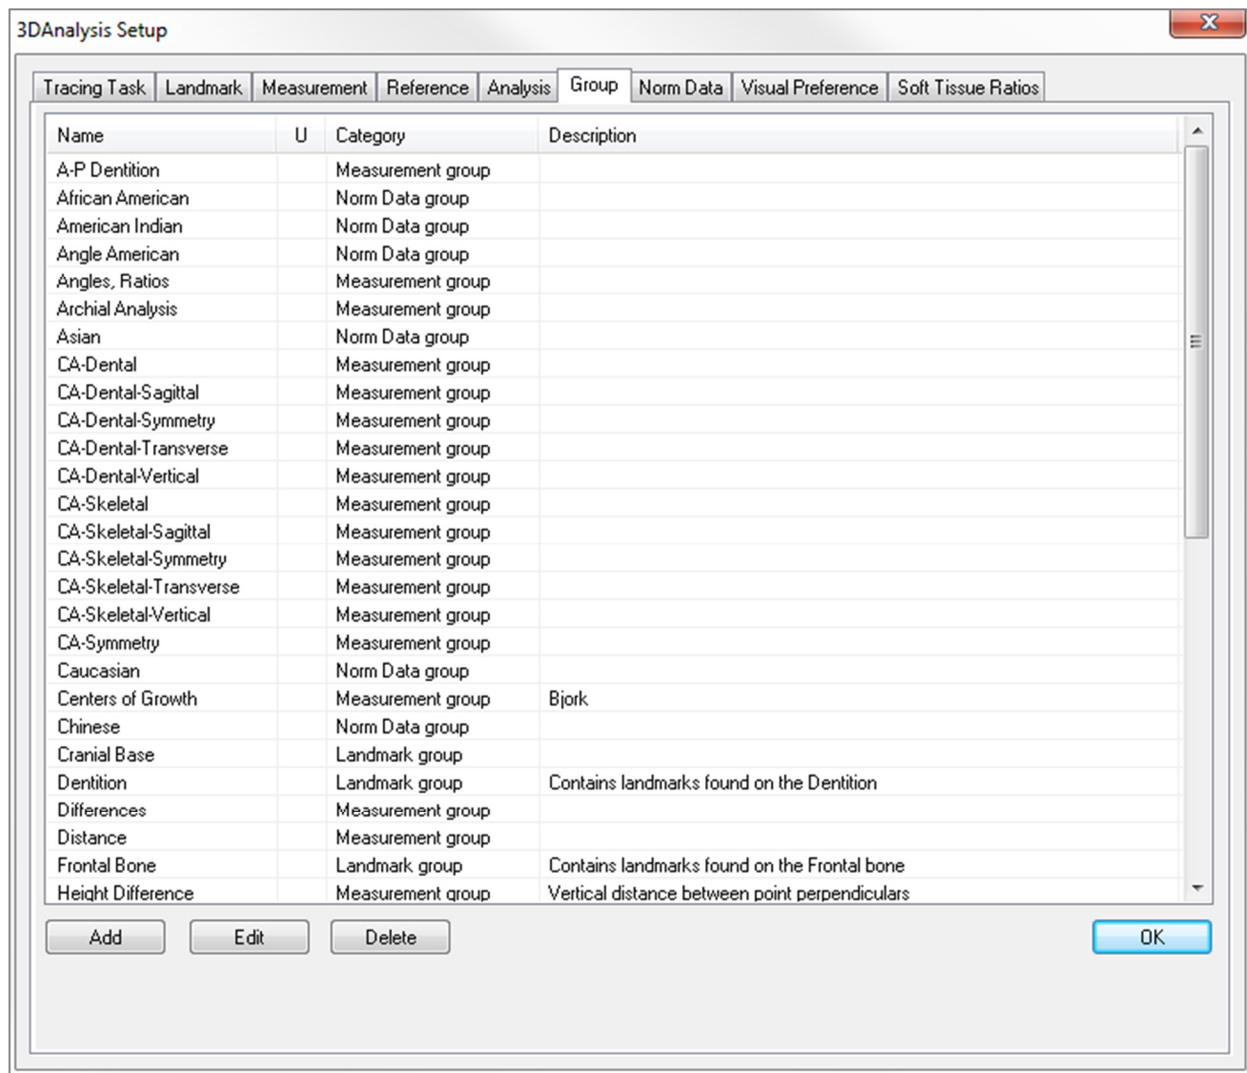 3DAnalysis Setup
Tracing Task Landmark Measurement Reference Analysis Group Norm Data Visual Preference Soft Tissue Ratios
Name U Category Description
A-P Dentition Measurement group
African American Norm Data group
American Indian Norm Data group
Angle American Norm Data group
Angles, Ratios Measurement group
Archial Analysis Measurement group
Asian Norm Data group
CA-Dental Measurement group
CA-Dental-Sagittal Measurement group
CA-Dental-Symmetry Measurement group
CA-Dental-Transverse Measurement group
CA-Dental-Vertical Measurement group
CA-Skeletal Measurement group
CA-Skeletal-Sagittal Measurement group
CA-Skeletal-Symmetry Measurement group
CA-Skeletal-Transverse Measurement group
CA-Skeletal-Vertical Measurement group
CA-Symmetry Measurement group
Caucasian Norm Data group
Centers of Growth Measurement group Bjork
Chinese Norm Data group
Cranial Base Landmark group
Dentition Landmark group Contains landmarks found on the Dentition
Differences Measurement group
Distance Measurement group
Frontal Bone Landmark group Contains landmarks found on the Frontal bone
Height Difference Measurement group Vertical distance between point perpendiculars
Add Edit Delete OK